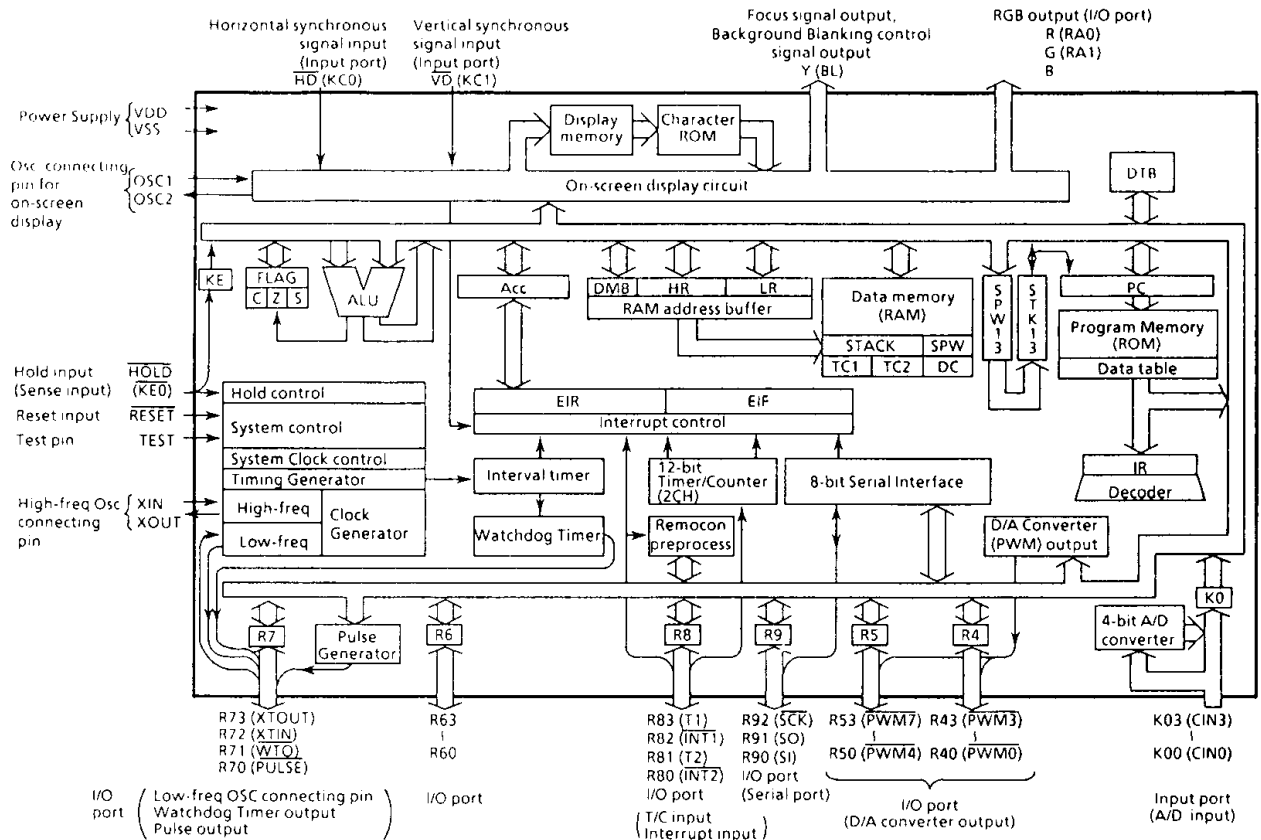 Horizontal synchronous
signal input
(Input port)
HD (KC0)
Vertical synchronous
signal input
(Input port)
VD (KC1)
Focus signal output,
Background Blanking control
signal output
Y (BL)
RGB output (I/O port)
R (RA0)
G (RA1)
B
Power Supply
VDD
VSS
Osc connecting
pin for
on-screen
display
OSC1
OSC2
Display
memory
Character
ROM
On-screen display circuit
DTB
KE
FLAG
C Z S
ALU
Acc
DMB HR LR
RAM address buffer
Data memory
(RAM)
STACK SPW
TC1 TC2 DC
SPW13
STK13
PC
Program Memory
(ROM)
Data table
Hold input
(Sense input)
HOLD
(KE0)
Reset input RESET
Test pin TEST
Hold control
System control
System Clock control
Timing Generator
High-freq
Low-freq
Clock
Generator
High-freq Osc
connecting
pin
XIN
XOUT
EIR EIF
Interrupt control
Interval timer
Watchdog Timer
12-bit
Timer/Counter
(2CH)
Remocon
preprocess
8-bit Serial Interface
IR
Decoder
D/A Converter
(PWM) output
R7
Pulse
Generator
R6
R8
R9
R5
R4
4-bit A/D
converter
K0
R73 (XTOUT)
R72 (XTIN)
R71 (WTO)
R70 (PULSE)
I/O
port
Low-freq OSC connecting pin
Watchdog Timer output
Pulse output
R63
~
R60
I/O port
R83 (T1)
R82 (INT1)
R81 (T2)
R80 (INT2)
I/O port
(T/C input
Interrupt input)
R92 (SCK)
R91 (SO)
R90 (SI)
I/O port
(Serial port)
R53 (PWM7)
~
R50 (PWM4)
R43 (PWM3)
~
R40 (PWM0)
I/O port
(D/A converter output)
K03 (CIN3)
~
K00 (CIN0)
Input port
(A/D input)